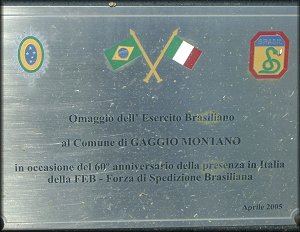 BRASIL
Omaggio dell' Esercito Brasiliano
al Comune di GAGGIO MONTANO
in occasione del 60° anniversario della presenza in Italia
della FEB - Forza di Spedizione Brasiliana
Aprile 2005